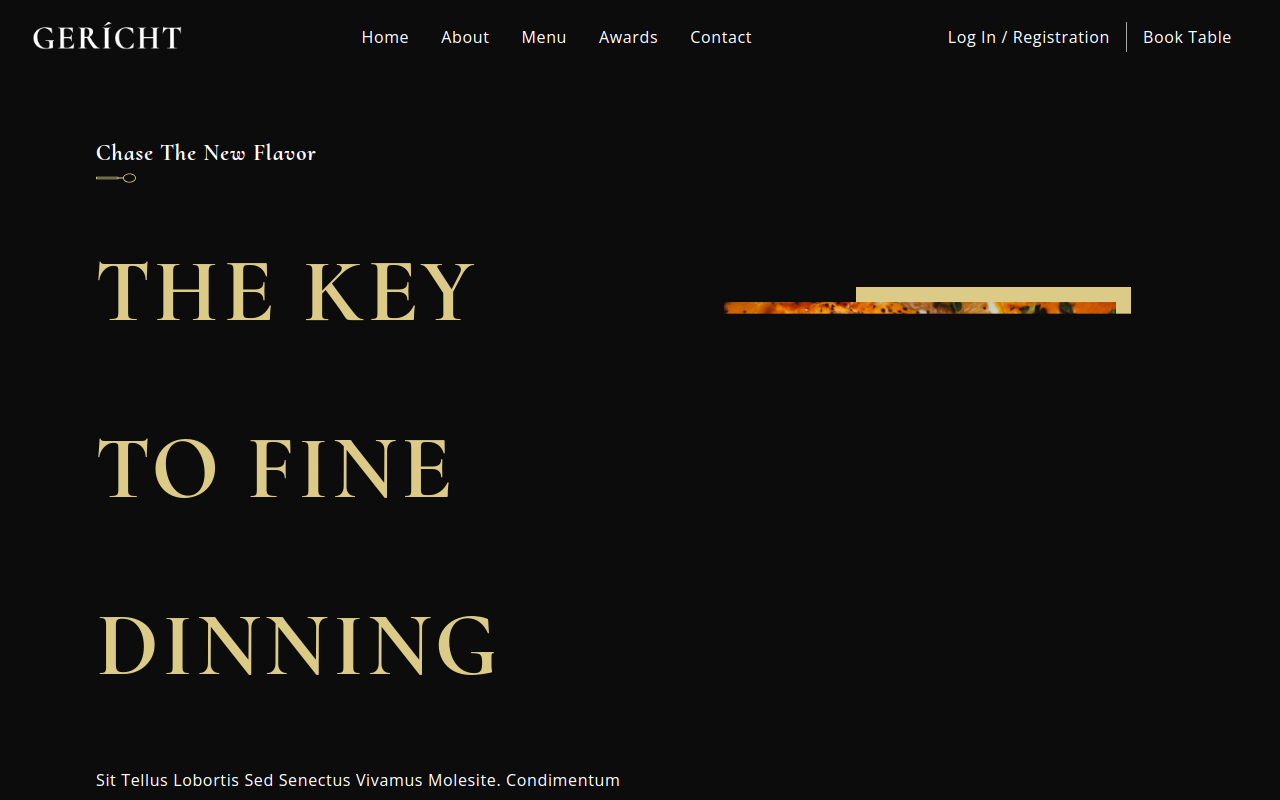 GERÍCHT
Home About Menu Awards Contact
Log In / Registration
Book Table
Chase The New Flavor
THE KEY
TO FINE
DINNING
Sit Tellus Lobortis Sed Senectus Vivamus Molesite. Condimentum